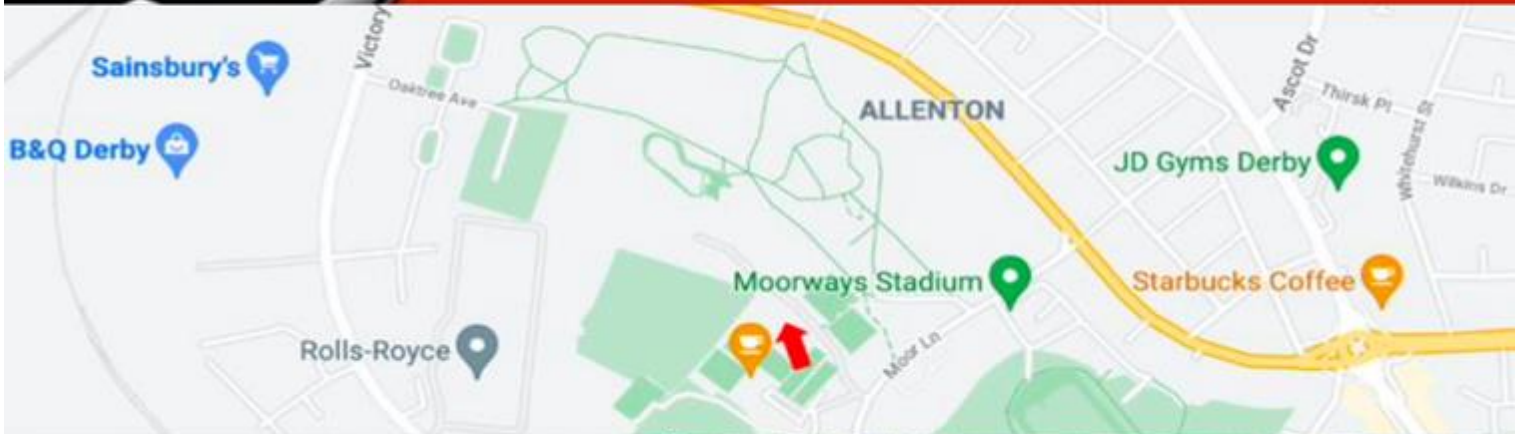 Victory
Sainsbury's
Oaktree Ave
B&Q Derby
ALLENTON
Ascot Dr
Thirsk Pl
Whitehurst St
JD Gyms Derby
Wilkins Dr
Moorways Stadium
Starbucks Coffee
Rolls-Royce
Moor Ln